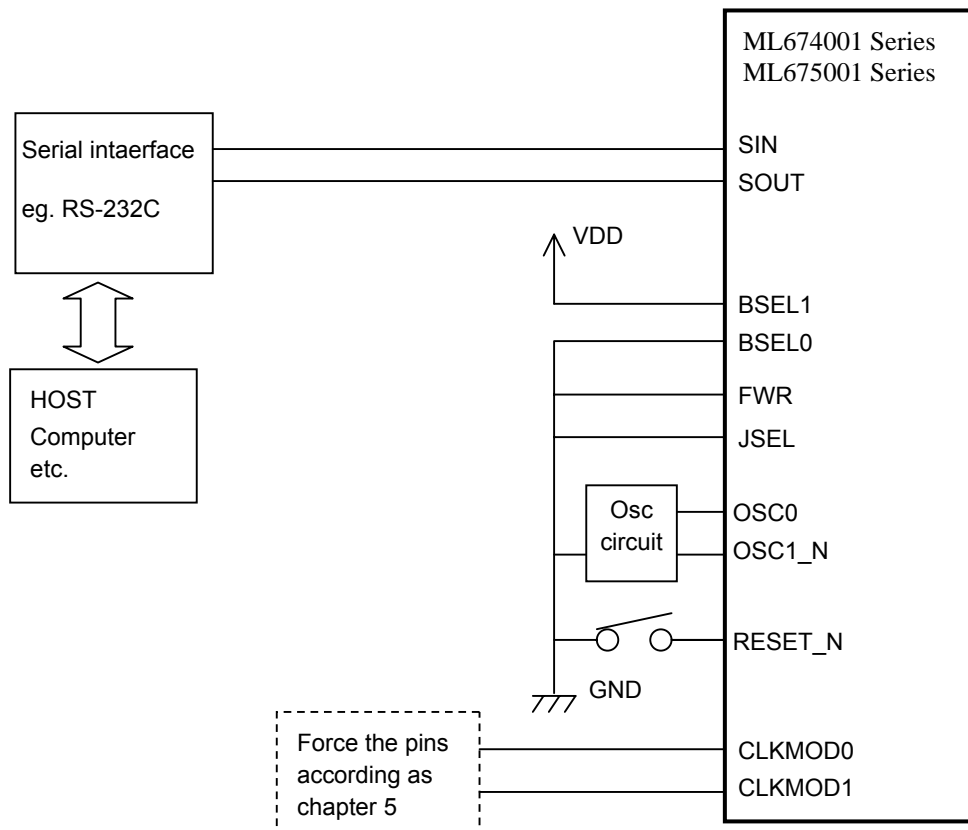 ML674001 Series
ML675001 Series
Serial intaerface
eg. RS-232C
SIN
SOUT
VDD
BSEL1
BSEL0
HOST
Computer
etc.
FWR
JSEL
Osc
circuit
OSC0
OSC1_N
RESET_N
GND
Force the pins
according as
chapter 5
CLKMOD0
CLKMOD1